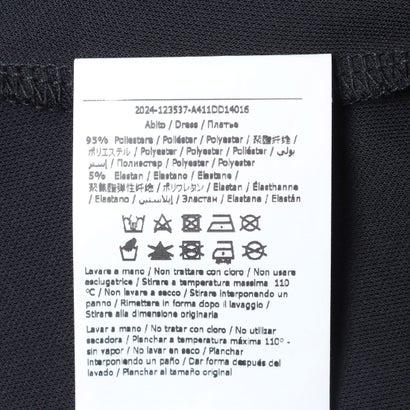 2024-123537-A411DD14016
Abito / Dress / Платье
95% Poliestere / Poliéster / Polyester / 聚酯纤维 /
ポリエステル / Polyester / Polyester / Polyester / بولي
إستر / Полиэстер / Polyester / Poliéster
5% Elastan / Elastano / Elastane /
聚氨酯弹性纤维 / ポリウレタン / Elastan / Élasthanne
/ Elastan / إيلاستين / Эластан / Elastane / Elastán
Lavare a mano / Non trattare con cloro / Non usare
asciugatrice / Stirare a temperatura massima 110
°C / Non lavare a secco / Stirare interponendo un
panno / Rimettere in forma dopo il lavaggio /
Stirare alla dimensione originaria
Lavar a mano / No tratar con cloro / No utilizar
secadora / Planchar a temperatura máxima 110° -
sin vapor / No lavar en seco / Planchar
interponiendo un paño / Dar forma después del
lavado / Planchar al tamaño original